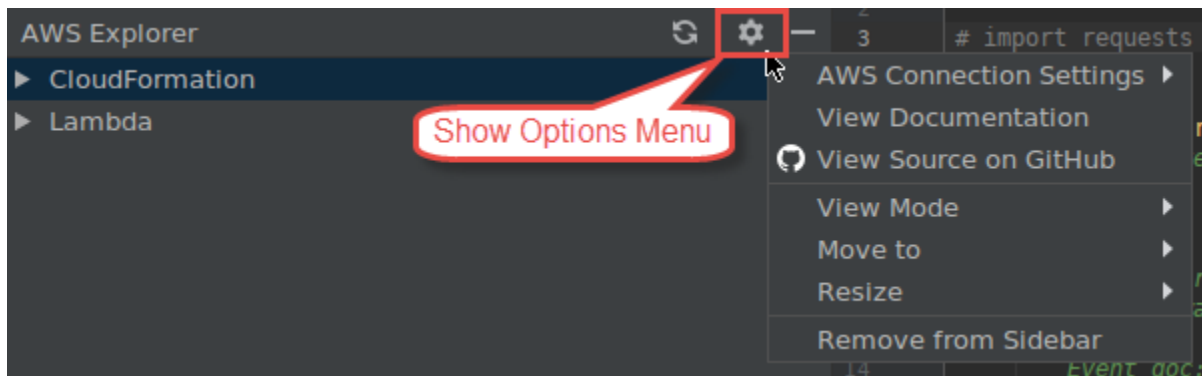 AWS Explorer
CloudFormation
Lambda
Show Options Menu
AWS Connection Settings
View Documentation
View Source on GitHub
View Mode
Move to
Resize
Remove from Sidebar
3
# import requests
14
Event doc: